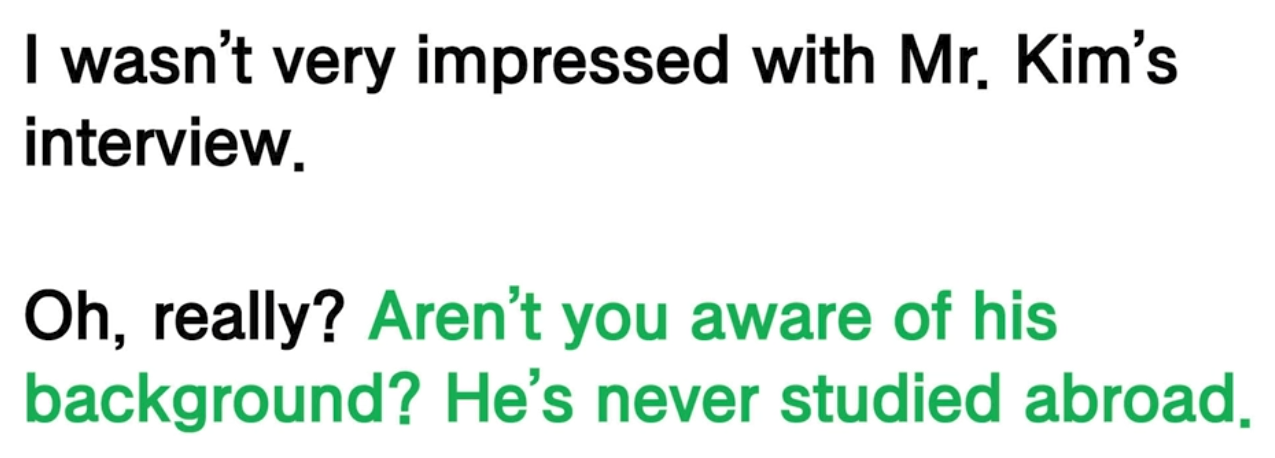 I wasn’t very impressed with Mr. Kim’s
interview.
Oh, really? Aren’t you aware of his
background? He’s never studied abroad.